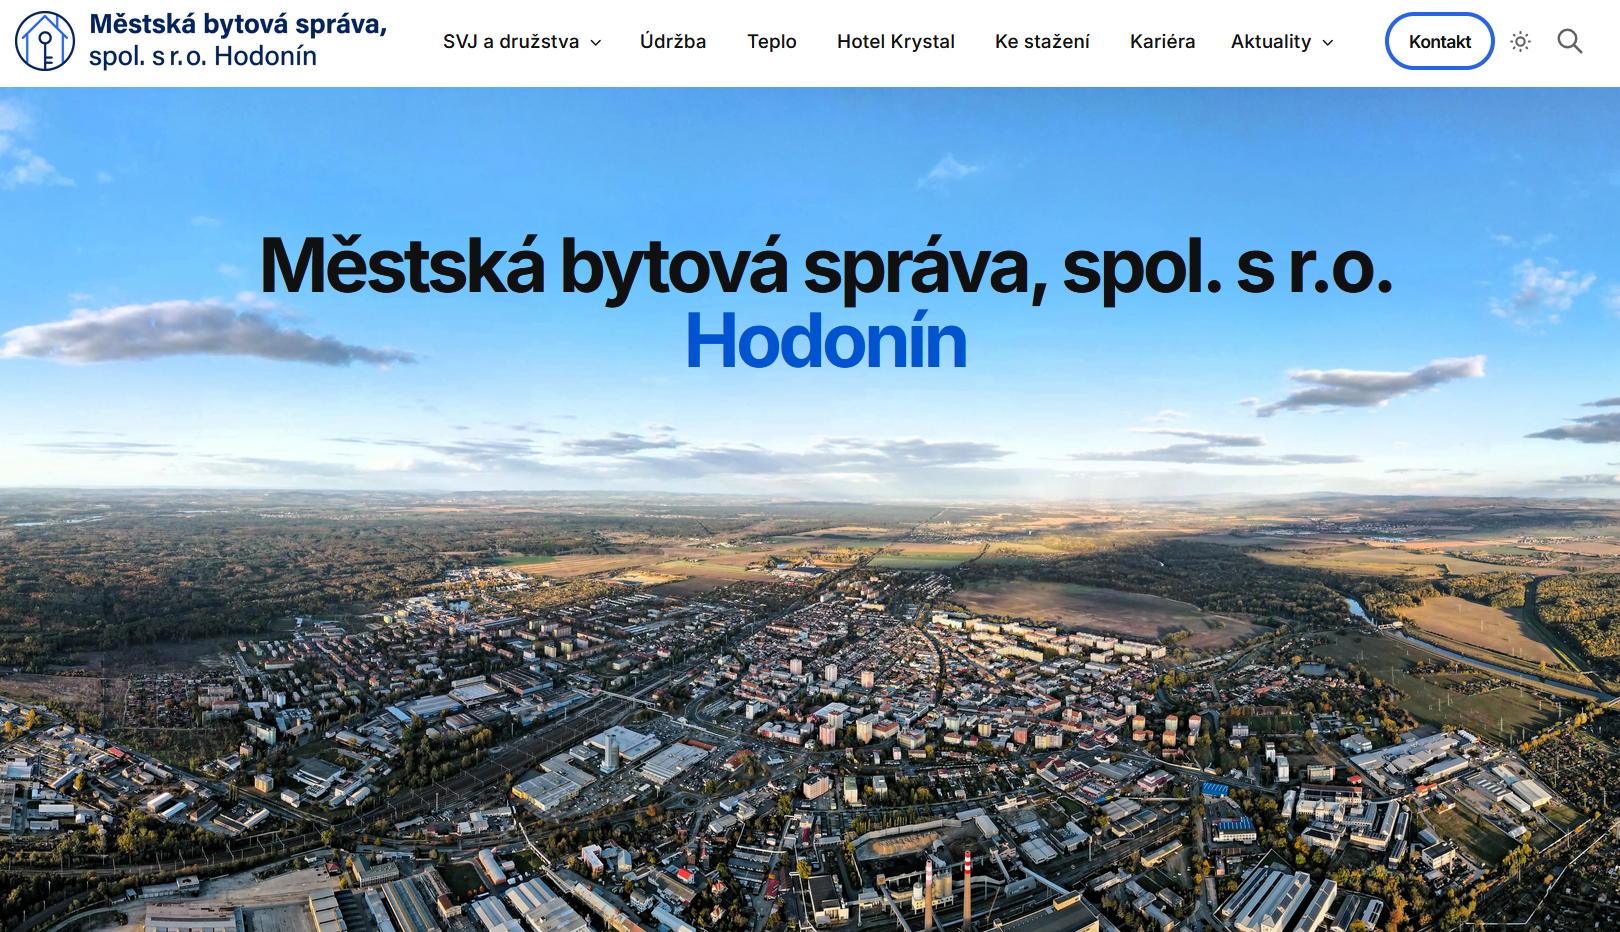 Městská bytová správa,
spol. s r.o. Hodonín
SVJ a družstva
Údržba
Teplo
Hotel Krystal
Ke stažení
Kariéra
Aktuality
Kontakt
Městská bytová správa, spol. s r.o.
Hodonín